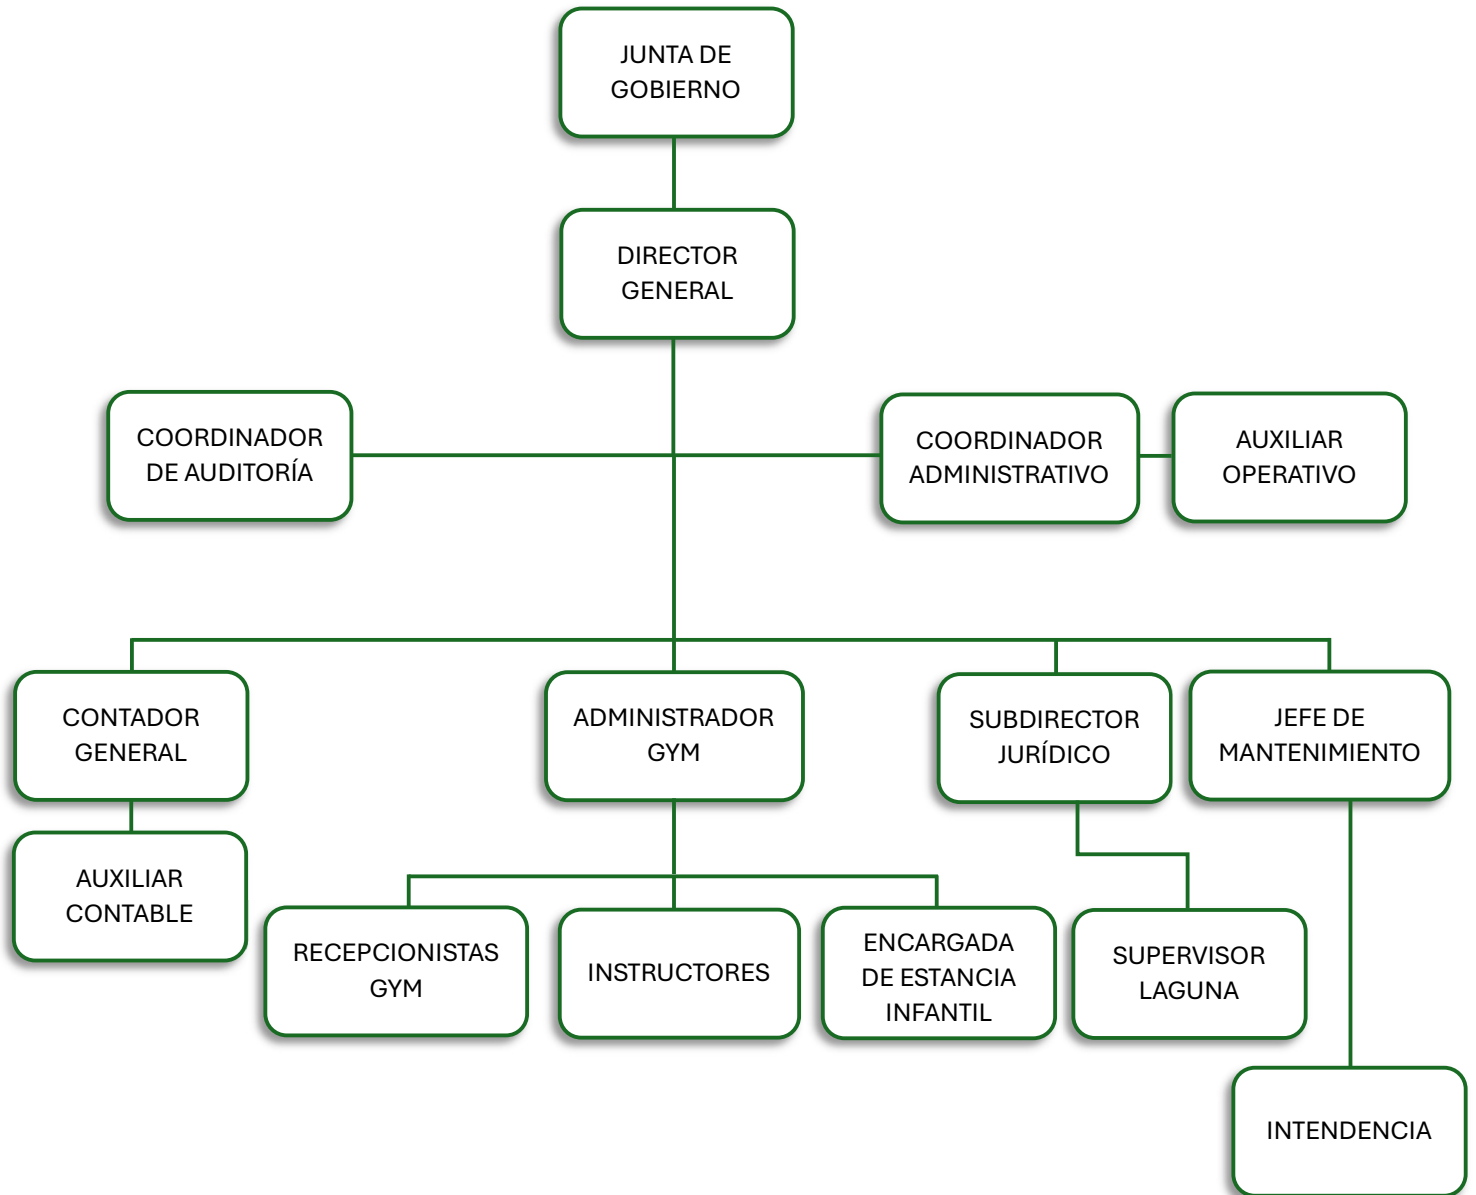 JUNTA DE
GOBIERNO
DIRECTOR
GENERAL
COORDINADOR
DE AUDITORÍA
COORDINADOR
ADMINISTRATIVO
AUXILIAR
OPERATIVO
CONTADOR
GENERAL
ADMINISTRADOR
GYM
SUBDIRECTOR
JURÍDICO
JEFE DE
MANTENIMIENTO
AUXILIAR
CONTABLE
RECEPCIONISTAS
GYM
INSTRUCTORES
ENCARGADA
DE ESTANCIA
INFANTIL
SUPERVISOR
LAGUNA
INTENDENCIA